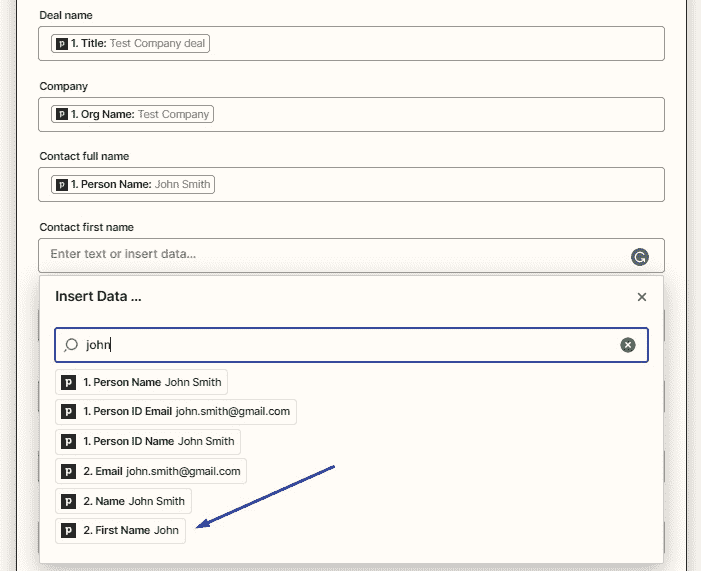 Deal name
P 1. Title: Test Company deal
Company
P 1. Org Name: Test Company
Contact full name
P 1. Person Name: John Smith
Contact first name
Enter text or insert data...
Insert Data ...
john
P 1. Person Name John Smith
P 1. Person ID Email john.smith@gmail.com
P 1. Person ID Name John Smith
P 2. Email john.smith@gmail.com
P 2. Name John Smith
P 2. First Name John